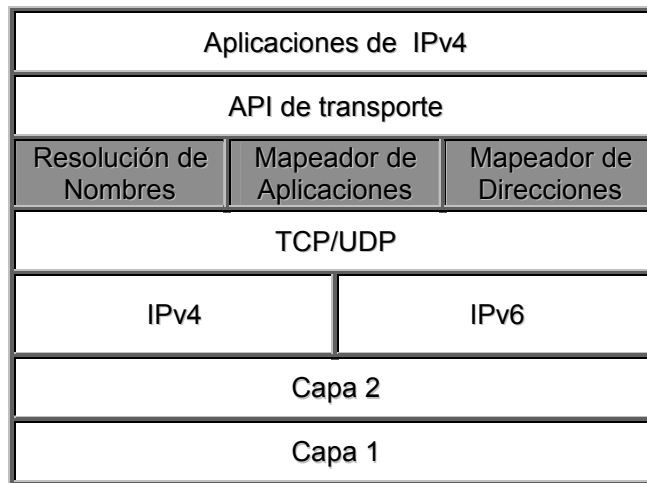 Aplicaciones de IPv4
API de transporte
Resolución de
Nombres
Mapeador de
Aplicaciones
Mapeador de
Direcciones
TCP/UDP
IPv4
IPv6
Capa 2
Capa 1